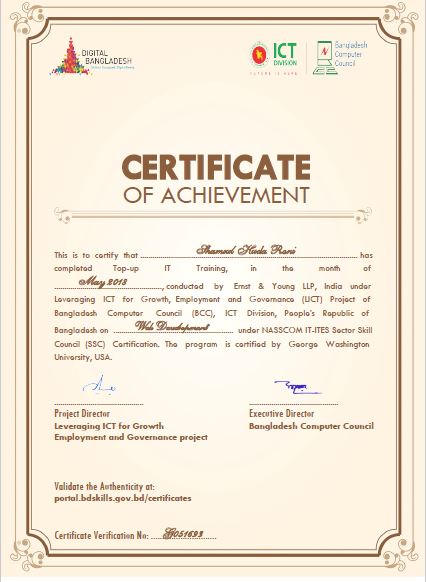 DIGITAL
BANGLADESH
ICT
DIVISION
FUTURE IS HERE
Bangladesh
Computer
Council
CERTIFICATE
OF ACHIEVEMENT
This is to certify that Shamsul Huda Rani has
completed Top-up IT Training, in the month of
May 2018, conducted by Ernst & Young LLP, India under
Leveraging ICT for Growth, Employment and Governance (LICT) Project of
Bangladesh Computer Council (BCC), ICT Division, People's Republic of
Bangladesh on Web Development under NASSCOM IT-ITES Sector Skill
Council (SSC) Certification. The program is certified by George Washington
University, USA.
Project Director
Leveraging ICT for Growth
Employment and Governance project
Executive Director
Bangladesh Computer Council
Validate the Authenticity at:
portal.bdskills.gov.bd/certificates
Certificate Verification No: